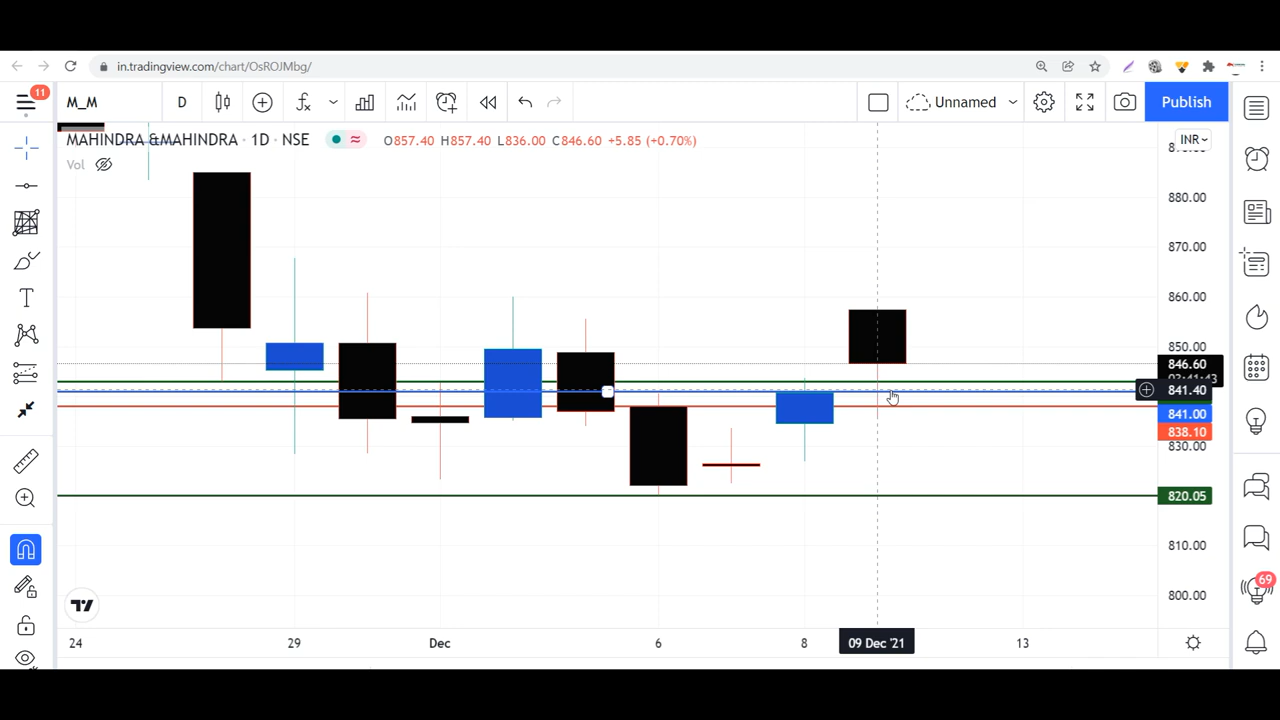 in.tradingview.com/chart/OsROJMbg/
11
M_M
D
Unnamed
Publish
MAHINDRA &MAHINDRA · 1D · NSE
O857.40 H857.40 L836.00 C846.60 +5.85 (+0.70%)
INR
Vol
880.00
870.00
860.00
850.00
846.60
841.40
841.00
838.10
830.00
820.05
810.00
800.00
69
24
29
Dec
6
8
09 Dec '21
13